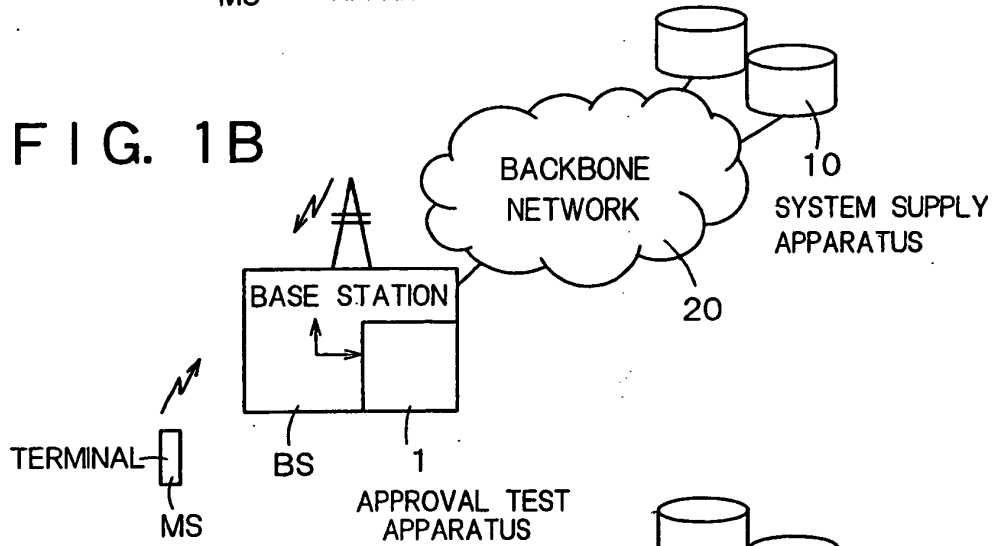 FIG. 1B
BACKBONE
NETWORK
10
SYSTEM SUPPLY
APPARATUS
20
BASE STATION
TERMINAL
MS
BS
1
APPROVAL TEST
APPARATUS